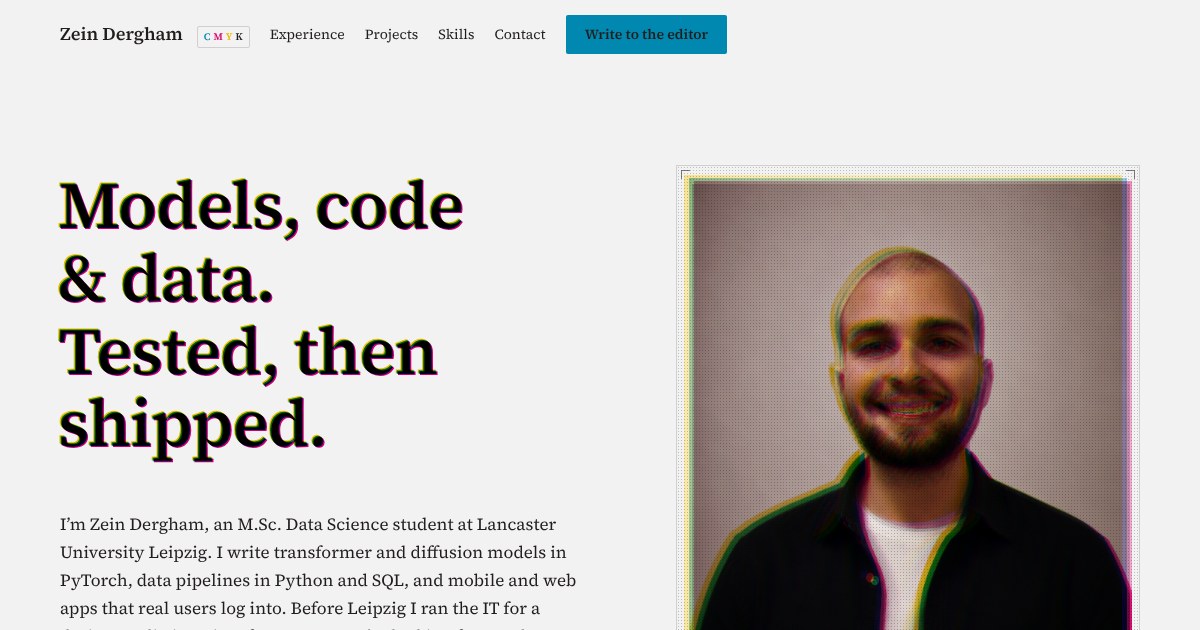 Zein Dergham
CMYK
Experience
Projects
Skills
Contact
Write to the editor
Models, code
& data.
Tested, then
shipped.
I’m Zein Dergham, an M.Sc. Data Science student at Lancaster
University Leipzig. I write transformer and diffusion models in
PyTorch, data pipelines in Python and SQL, and mobile and web
apps that real users log into. Before Leipzig I ran the IT for a